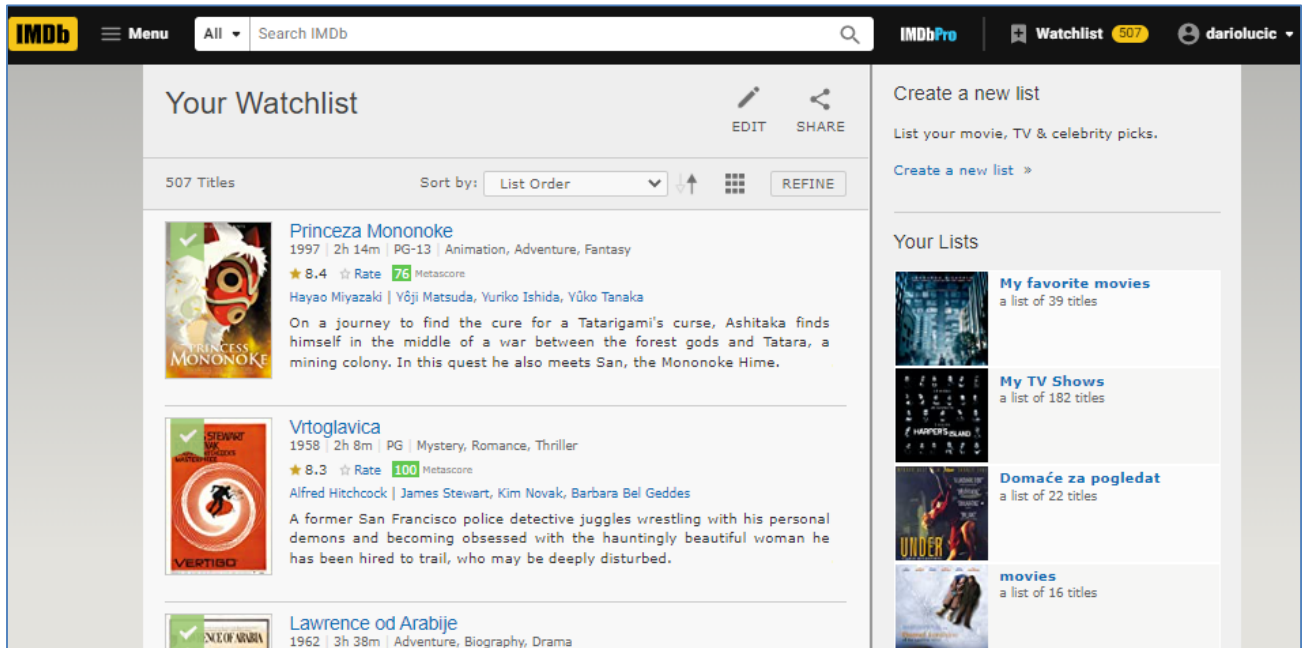 IMDb Menu All Search IMDb IMDbPro Watchlist 507 dariolucic
Your Watchlist
EDIT SHARE
507 Titles Sort by: List Order REFINE
PRINCESS
MONONOKE
Princeza Mononoke
1997 | 2h 14m | PG-13 | Animation, Adventure, Fantasy
8.4 Rate 76 Metascore
Hayao Miyazaki | Yôji Matsuda, Yuriko Ishida, Yûko Tanaka
On a journey to find the cure for a Tatarigami's curse, Ashitaka finds
himself in the middle of a war between the forest gods and Tatara, a
mining colony. In this quest he also meets San, the Mononoke Hime.
VERTIGO
Vrtoglavica
1958 | 2h 8m | PG | Mystery, Romance, Thriller
8.3 Rate 100 Metascore
Alfred Hitchcock | James Stewart, Kim Novak, Barbara Bel Geddes
A former San Francisco police detective juggles wrestling with his personal
demons and becoming obsessed with the hauntingly beautiful woman he
has been hired to trail, who may be deeply disturbed.
OF ARABIA
Lawrence od Arabije
1962 | 3h 38m | Adventure, Biography, Drama
Create a new list
List your movie, TV & celebrity picks.
Create a new list »
Your Lists
My favorite movies
a list of 39 titles
HARPER'S ISLAND
My TV Shows
a list of 182 titles
UNDER
Domaće za pogledat
a list of 22 titles
movies
a list of 16 titles